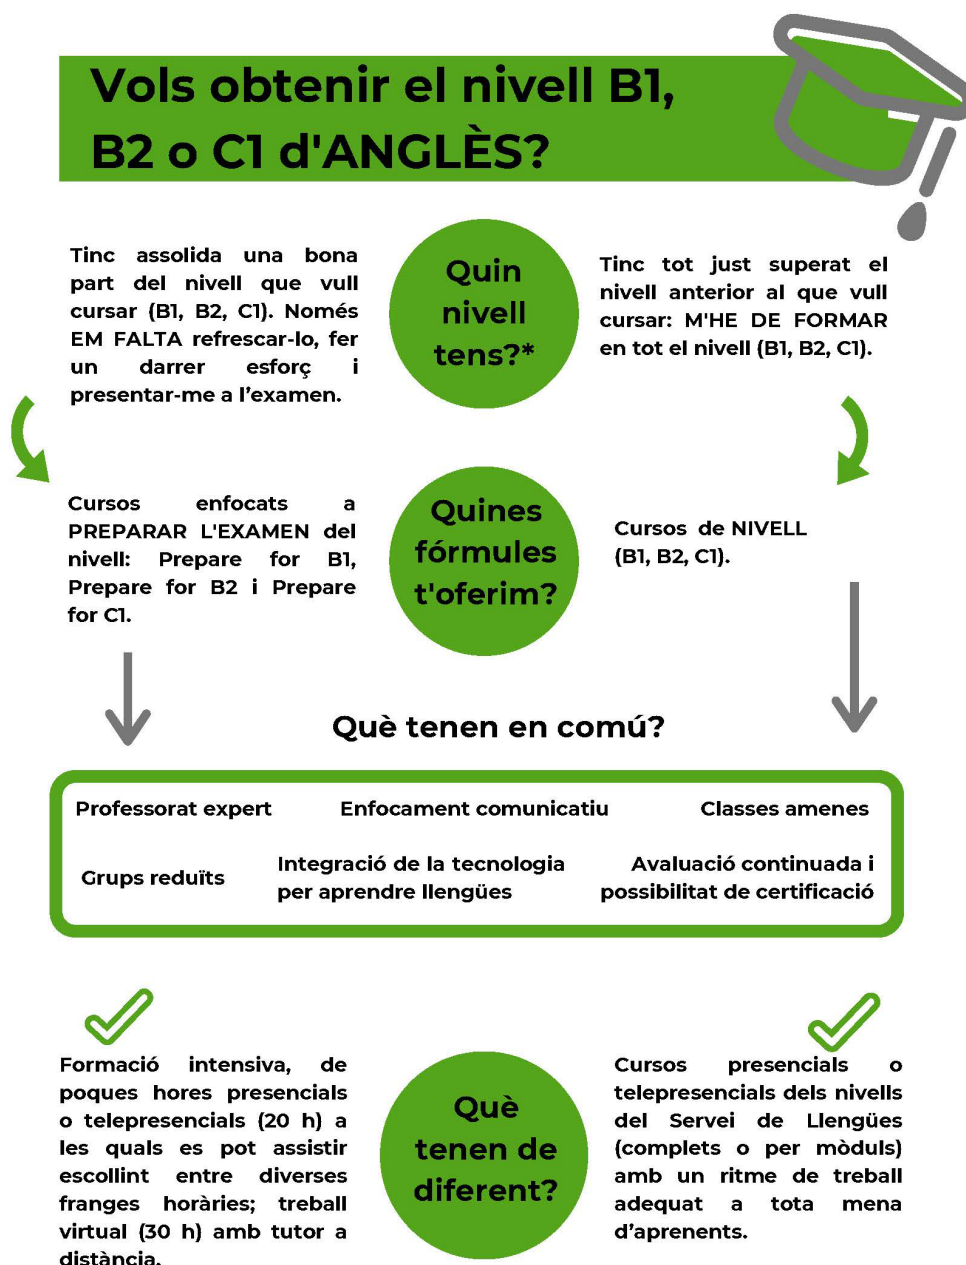 Vols obtenir el nivell B1,
B2 o C1 d'ANGLÈS?
Tinc assolida una bona
part del nivell que vull
cursar (B1, B2, C1). Només
EM FALTA refrescar-lo, fer
un darrer esforç i
presentar-me a l’examen.
Quin
nivell
tens?*
Tinc tot just superat el
nivell anterior al que vull
cursar: M'HE DE FORMAR
en tot el nivell (B1, B2, C1).
Cursos enfocats a
PREPARAR L'EXAMEN del
nivell: Prepare for B1,
Prepare for B2 i Prepare
for C1.
Quines
fórmules
t'oferim?
Cursos de NIVELL
(B1, B2, C1).
Què tenen en comú?
Professorat expert
Enfocament comunicatiu
Classes amenes
Grups reduïts
Integració de la tecnologia
per aprendre llengües
Avaluació continuada i
possibilitat de certificació
Formació intensiva, de
poques hores presencials
o telepresencials (20 h) a
les quals es pot assistir
escollint entre diverses
franges horàries; treball
virtual (30 h) amb tutor a
distància.
Què
tenen de
diferent?
Cursos presencials o
telepresencials dels nivells
del Servei de Llengües
(complets o per mòduls)
amb un ritme de treball
adequat a tota mena
d’aprenents.